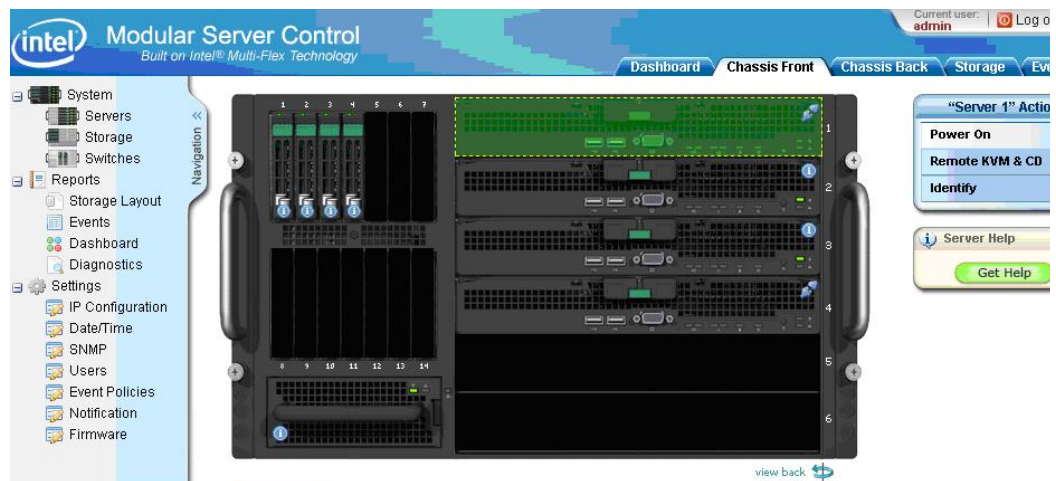 intel
Modular Server Control
Built on Intel® Multi-Flex Technology
Current user:
admin
Log o
Dashboard
Chassis Front
Chassis Back
Storage
Eve
System
Servers
Storage
Switches
Reports
Storage Layout
Events
Dashboard
Diagnostics
Settings
IP Configuration
Date/Time
SNMP
Users
Event Policies
Notification
Firmware
«
Navigation
1 2 3 4 5 6 7
8 9 10 11 12 13 14
1
2
3
4
5
6
view back
"Server 1" Actio
Power On
Remote KVM & CD
Identify
Server Help
Get Help